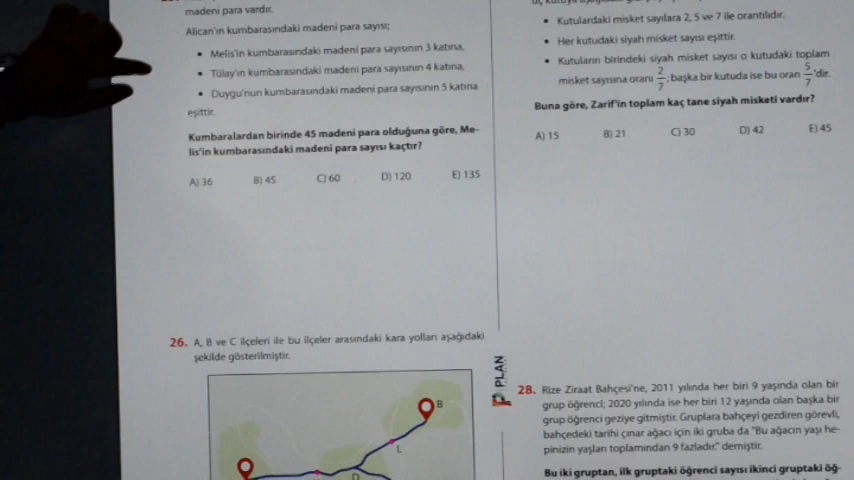 madeni para vardır.
Alican'ın kumbarasındaki madeni para sayısı;
• Melis'in kumbarasındaki madeni para sayısının 3 katına,
• Tülay'ın kumbarasındaki madeni para sayısının 4 katına,
• Duygu'nun kumbarasındaki madeni para sayısının 5 katına
eşittir.
Kumbaralardan birinde 45 madeni para olduğuna göre, Me-
lis'in kumbarasındaki madeni para sayısı kaçtır?
A) 36 B) 45 C) 60 D) 120 E) 135
26. A, B ve C ilçeleri ile bu ilçeler arasındaki kara yolları aşağıdaki
şekilde gösterilmiştir.
B
L
D
• Kutulardaki misket sayılara 2, 5 ve 7 ile orantılıdır.
• Her kutudaki siyah misket sayısı eşittir.
• Kutuların birindeki siyah misket sayısı o kutudaki toplam
misket sayısına oranı 2/7, başka bir kutuda ise bu oran 5/7'dir.
Buna göre, Zarif'in toplam kaç tane siyah misketi vardır?
A) 15 B) 21 C) 30 D) 42 E) 45
PLAN
28. Rize Ziraat Bahçesi'ne, 2011 yılında her biri 9 yaşında olan bir
grup öğrenci; 2020 yılında ise her biri 12 yaşında olan başka bir
grup öğrenci geziye gitmiştir. Gruplara bahçeyi gezdiren görevli,
bahçedeki tarihi çınar ağacı için iki gruba da "Bu ağacın yaşı he-
pinizin yaşları toplamından 9 fazladır." demiştir.
Bu iki gruptan, ilk gruptaki öğrenci sayısı ikinci gruptaki öğ-